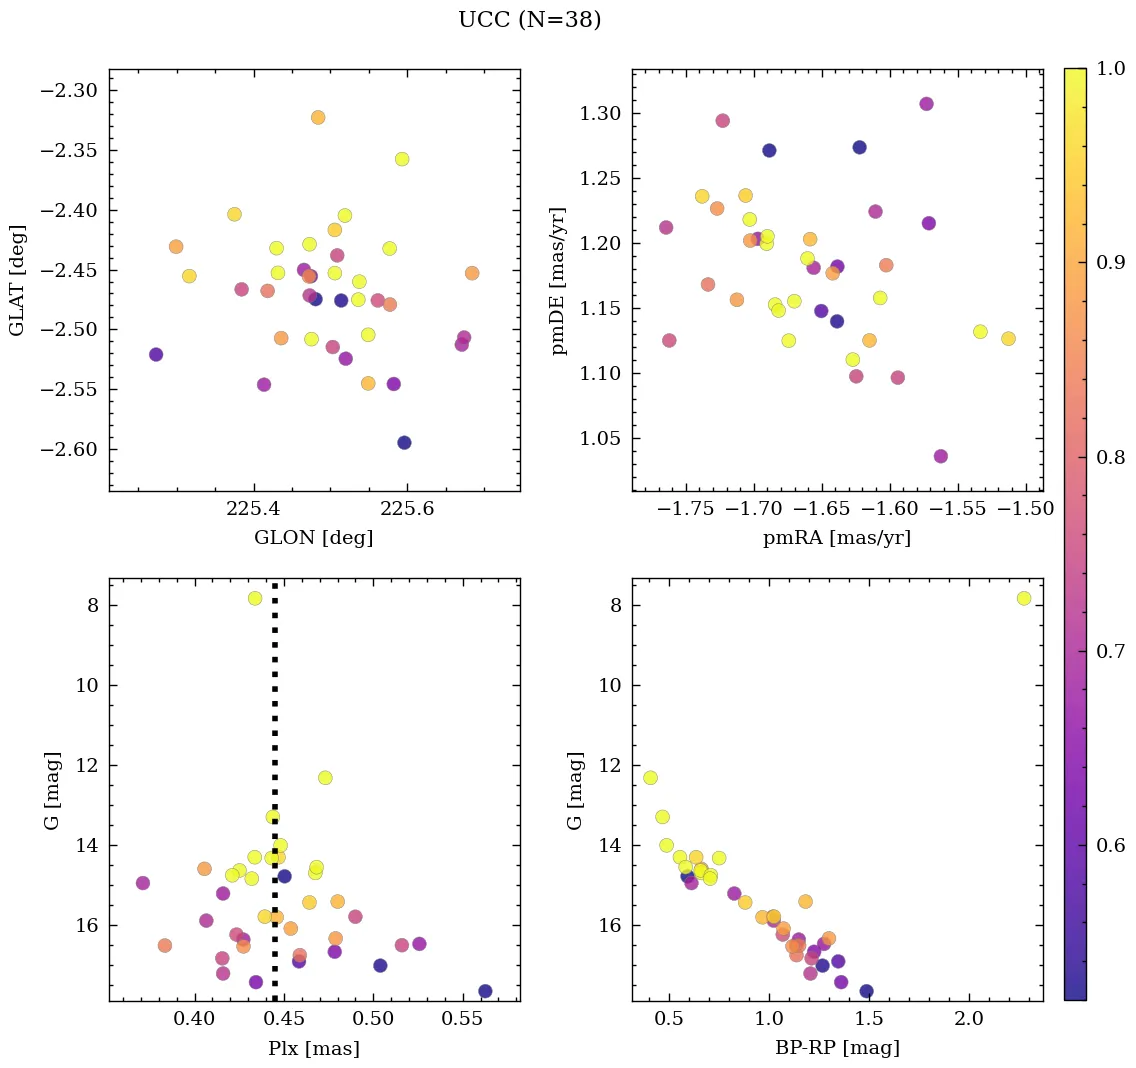 UCC (N=38)
−2.30
−2.35
−2.40
−2.45
−2.50
−2.55
−2.60
GLAT [deg]
225.4 225.6
GLON [deg]
1.30
1.25
1.20
1.15
1.10
1.05
pmDE [mas/yr]
−1.75 −1.70 −1.65 −1.60 −1.55 −1.50
pmRA [mas/yr]
1.0
0.9
0.8
0.7
0.6
8
10
12
14
16
G [mag]
0.40 0.45 0.50 0.55
Plx [mas]
8
10
12
14
16
G [mag]
0.5 1.0 1.5 2.0
BP-RP [mag]